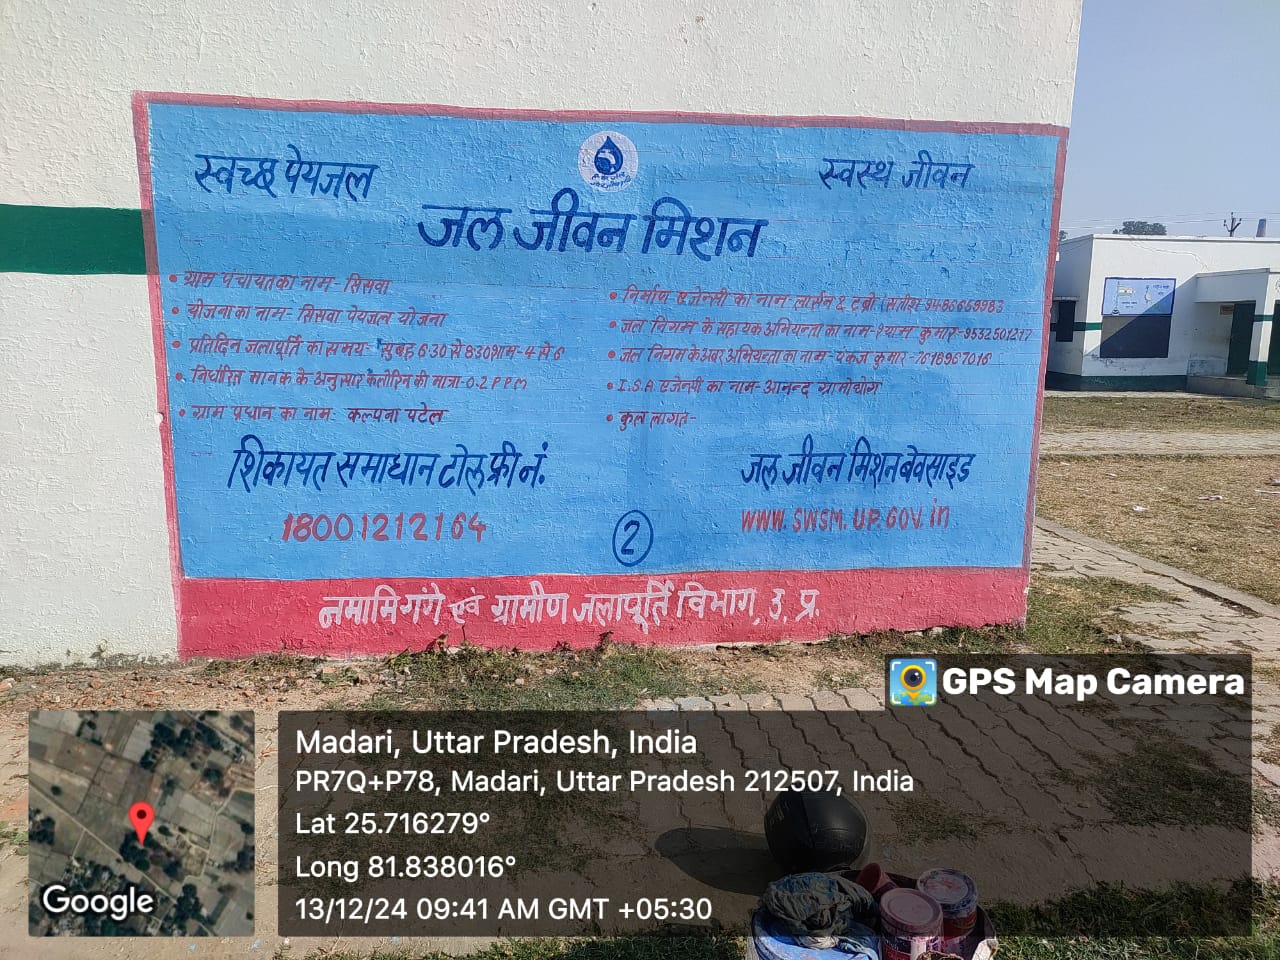 स्वच्छ पेयजल
स्वस्थ जीवन
जल जीवन मिशन
• ग्राम पंचायत का नाम- सिसवा
• योजना का नाम- सिसवा पेयजल योजना
• प्रतिदिन जलापूर्ति का समय- सुबह 6:30 से 8:30 शाम- 4 से 6
• निर्धारित मानक के अनुसार क्लोरिन की मात्रा-0.2 P P M
• ग्राम प्रधान का नाम- कल्पना पटेल
• निर्माण एजेन्सी का नाम- लार्सन & टुब्रो (सतीश-9486669983
• जल निगम के सहायक अभियन्ता का नाम-श्याम कुमार-9532501217
• जल निगम के अवर अभियन्ता का नाम-पंकज कुमार-7618967016
• I.S.A एजेन्सी का नाम-आनन्द ग्रामोद्योग
• कुल लागत-
शिकायत समाधान टोल फ्री नं.
18001212164
जल जीवन मिशन बेवसाइड
www.swsm.up.gov.in
2
नमामि गंगे एवं ग्रामीण जलापूर्ति विभाग, उ. प्र.
GPS Map Camera
Madari, Uttar Pradesh, India
PR7Q+P78, Madari, Uttar Pradesh 212507, India
Lat 25.716279°
Long 81.838016°
13/12/24 09:41 AM GMT +05:30
Google